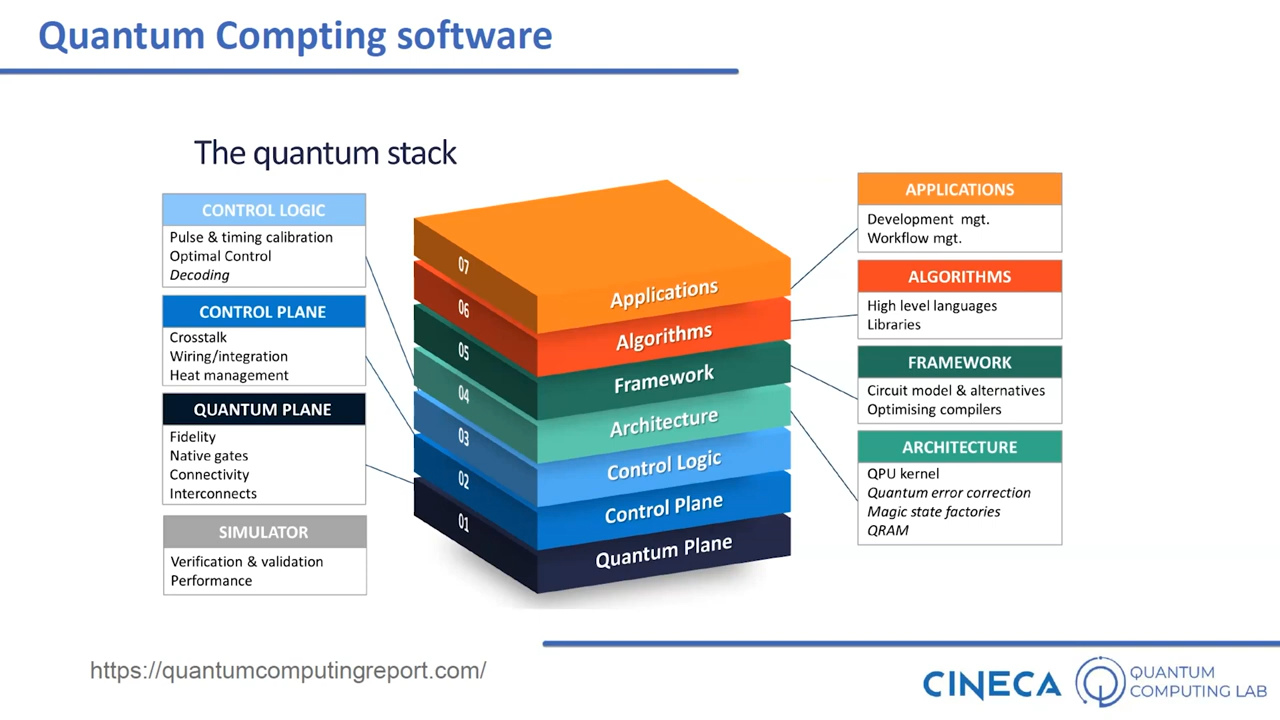 Quantum Compting software
The quantum stack
CONTROL LOGIC
Pulse & timing calibration
Optimal Control
Decoding
CONTROL PLANE
Crosstalk
Wiring/integration
Heat management
QUANTUM PLANE
Fidelity
Native gates
Connectivity
Interconnects
SIMULATOR
Verification & validation
Performance
07
Applications
06
Algorithms
05
Framework
04
Architecture
03
Control Logic
02
Control Plane
01
Quantum Plane
APPLICATIONS
Development mgt.
Workflow mgt.
ALGORITHMS
High level languages
Libraries
FRAMEWORK
Circuit model & alternatives
Optimising compilers
ARCHITECTURE
QPU kernel
Quantum error correction
Magic state factories
QRAM
https://quantumcomputingreport.com/
CINECA
QUANTUM
COMPUTING LAB